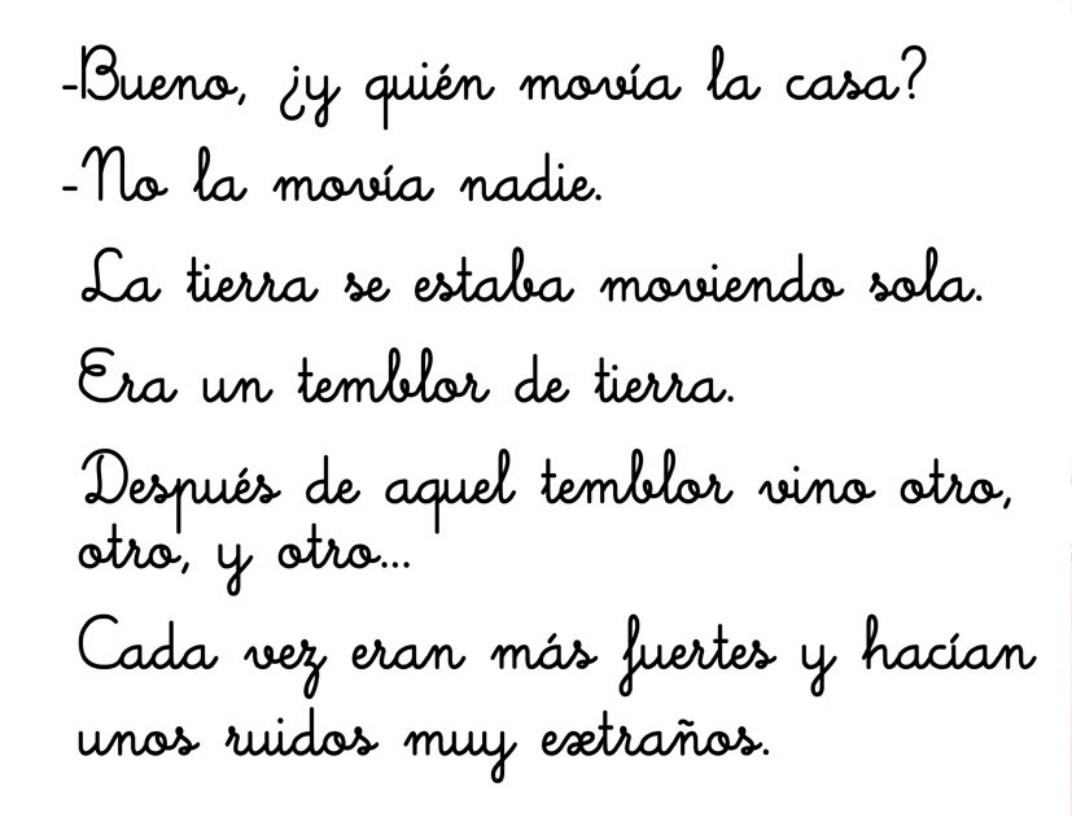 -Bueno, ¿y quién movía la casa?
-No la movía nadie.
La tierra se estaba moviendo sola.
Era un temblor de tierra.
Después de aquel temblor vino otro,
otro, y otro...
Cada vez eran más fuertes y hacían
unos ruidos muy extraños.